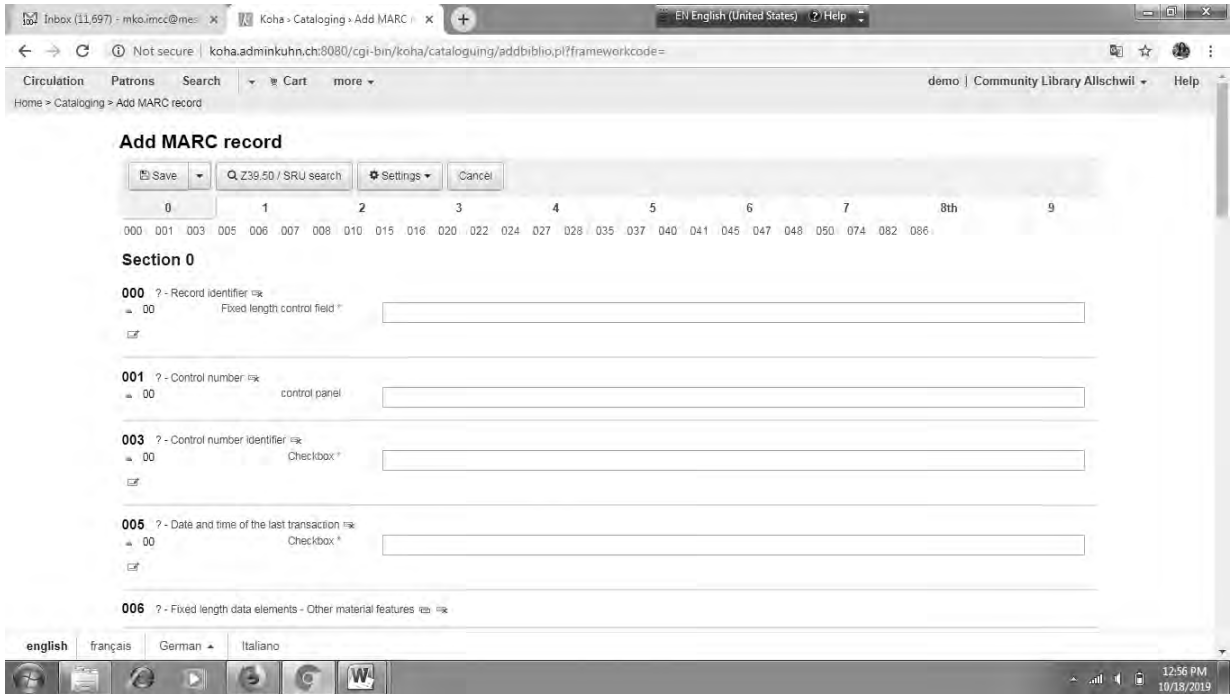 Inbox (11,697) - mko.imcc@me
Koha › Cataloging › Add MARC
EN English (United States) Help
Not secure | koha.adminkuhn.ch:8080/cgi-bin/koha/cataloguing/addbiblio.pl?frameworkcode=
Circulation Patrons Search Cart more demo | Community Library Allschwil Help
Home > Cataloging > Add MARC record
Add MARC record
Save Z39.50 / SRU search Settings Cancel
0 1 2 3 4 5 6 7 8th 9
000 001 003 005 006 007 008 010 015 016 020 022 024 027 028 035 037 040 041 045 047 048 050 074 082 086
Section 0
000 ? - Record identifier
00 Fixed length control field *
001 ? - Control number
00 control panel
003 ? - Control number identifier
00 Checkbox *
005 ? - Date and time of the last transaction
00 Checkbox *
006 ? - Fixed length data elements - Other material features
english français German Italiano
12:56 PM
10/18/2019